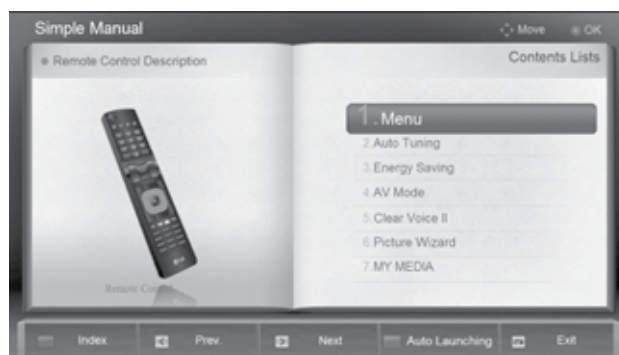 Simple Manual
Move
OK
Remote Control Description
Contents Lists
1. Menu
2.Auto Tuning
3.Energy Saving
4.AV Mode
5.Clear Voice II
6.Picture Wizard
7.MY MEDIA
Remote Control
Index
Prev.
Next
Auto Launching
Exit